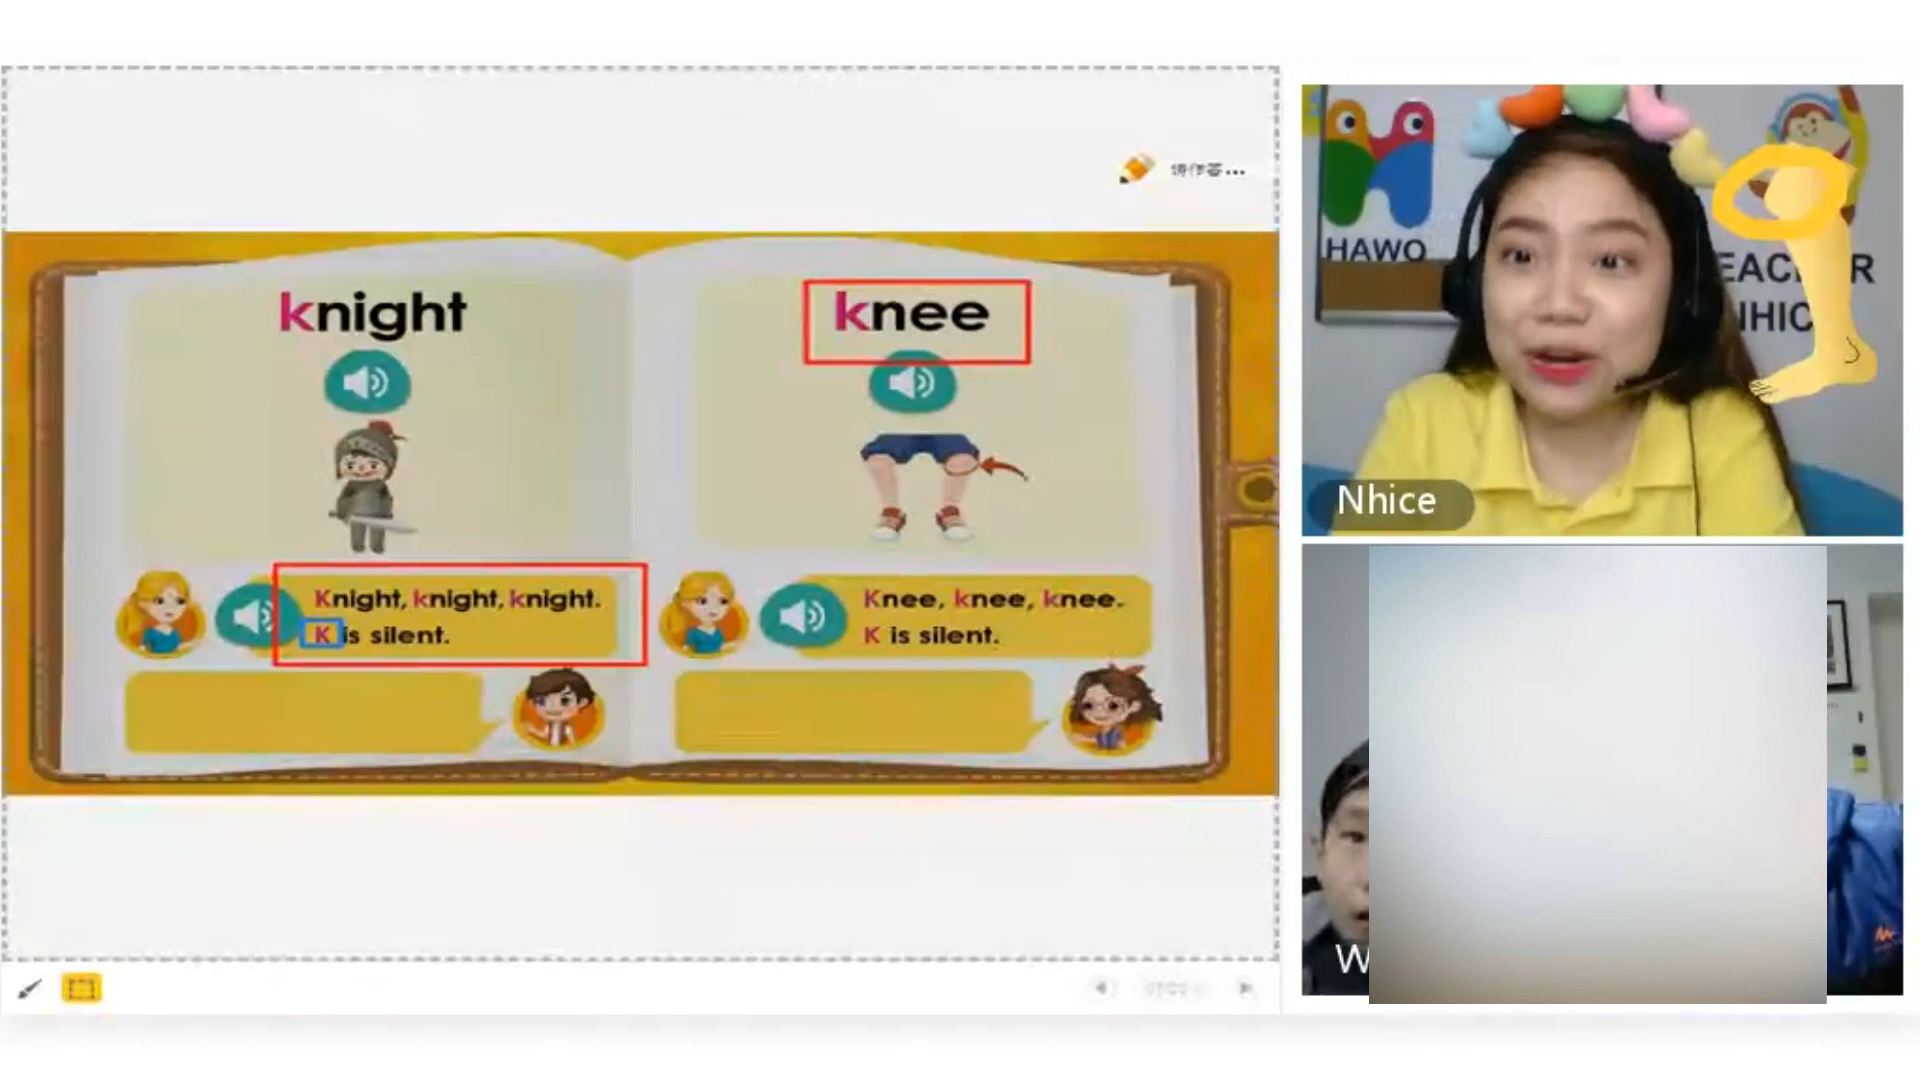 knight
knee
Knight, knight, knight.
K is silent.
Knee, knee, knee.
K is silent.
HAWO
Nhice
W